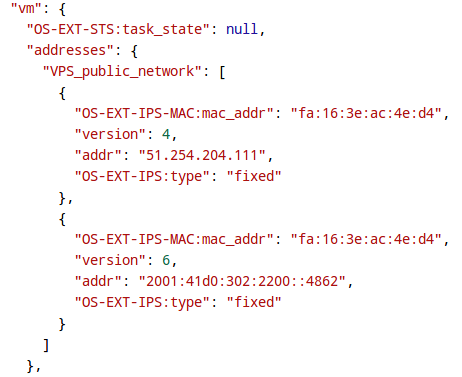 "vm": {
"OS-EXT-STS:task_state": null,
"addresses": {
"VPS_public_network": [
{
"OS-EXT-IPS-MAC:mac_addr": "fa:16:3e:ac:4e:d4",
"version": 4,
"addr": "51.254.204.111",
"OS-EXT-IPS:type": "fixed"
},
{
"OS-EXT-IPS-MAC:mac_addr": "fa:16:3e:ac:4e:d4",
"version": 6,
"addr": "2001:41d0:302:2200::4862",
"OS-EXT-IPS:type": "fixed"
}
]
},